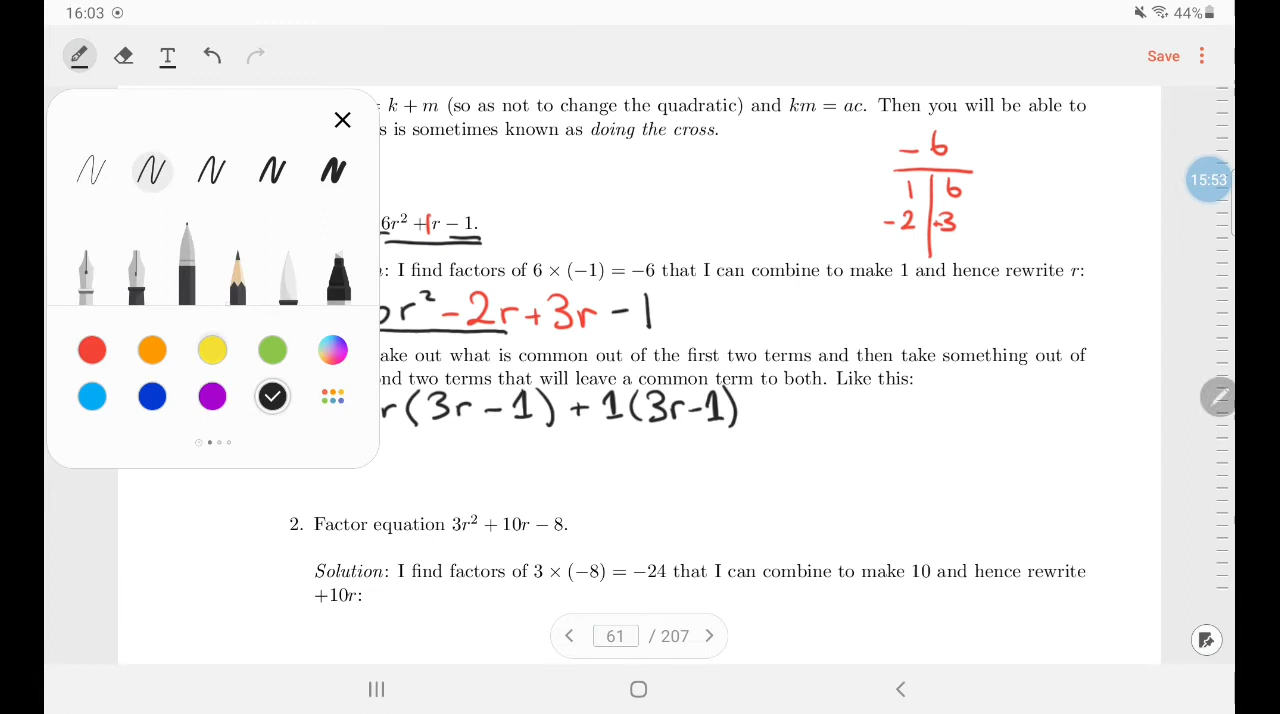 16:03 44%
T Save
k + m (so as not to change the quadratic) and km = ac. Then you will be able to
s is sometimes known as doing the cross.
- 6
1 | 6
-2 | 3
15:53
6r² + 1r − 1.
: I find factors of 6 × (−1) = −6 that I can combine to make 1 and hence rewrite r:
r² - 2r + 3r - 1
ake out what is common out of the first two terms and then take something out of
nd two terms that will leave a common term to both. Like this:
r(3r - 1) + 1(3r-1)
2. Factor equation 3r² + 10r − 8.
Solution: I find factors of 3 × (−8) = −24 that I can combine to make 10 and hence rewrite
+10r:
61 / 207